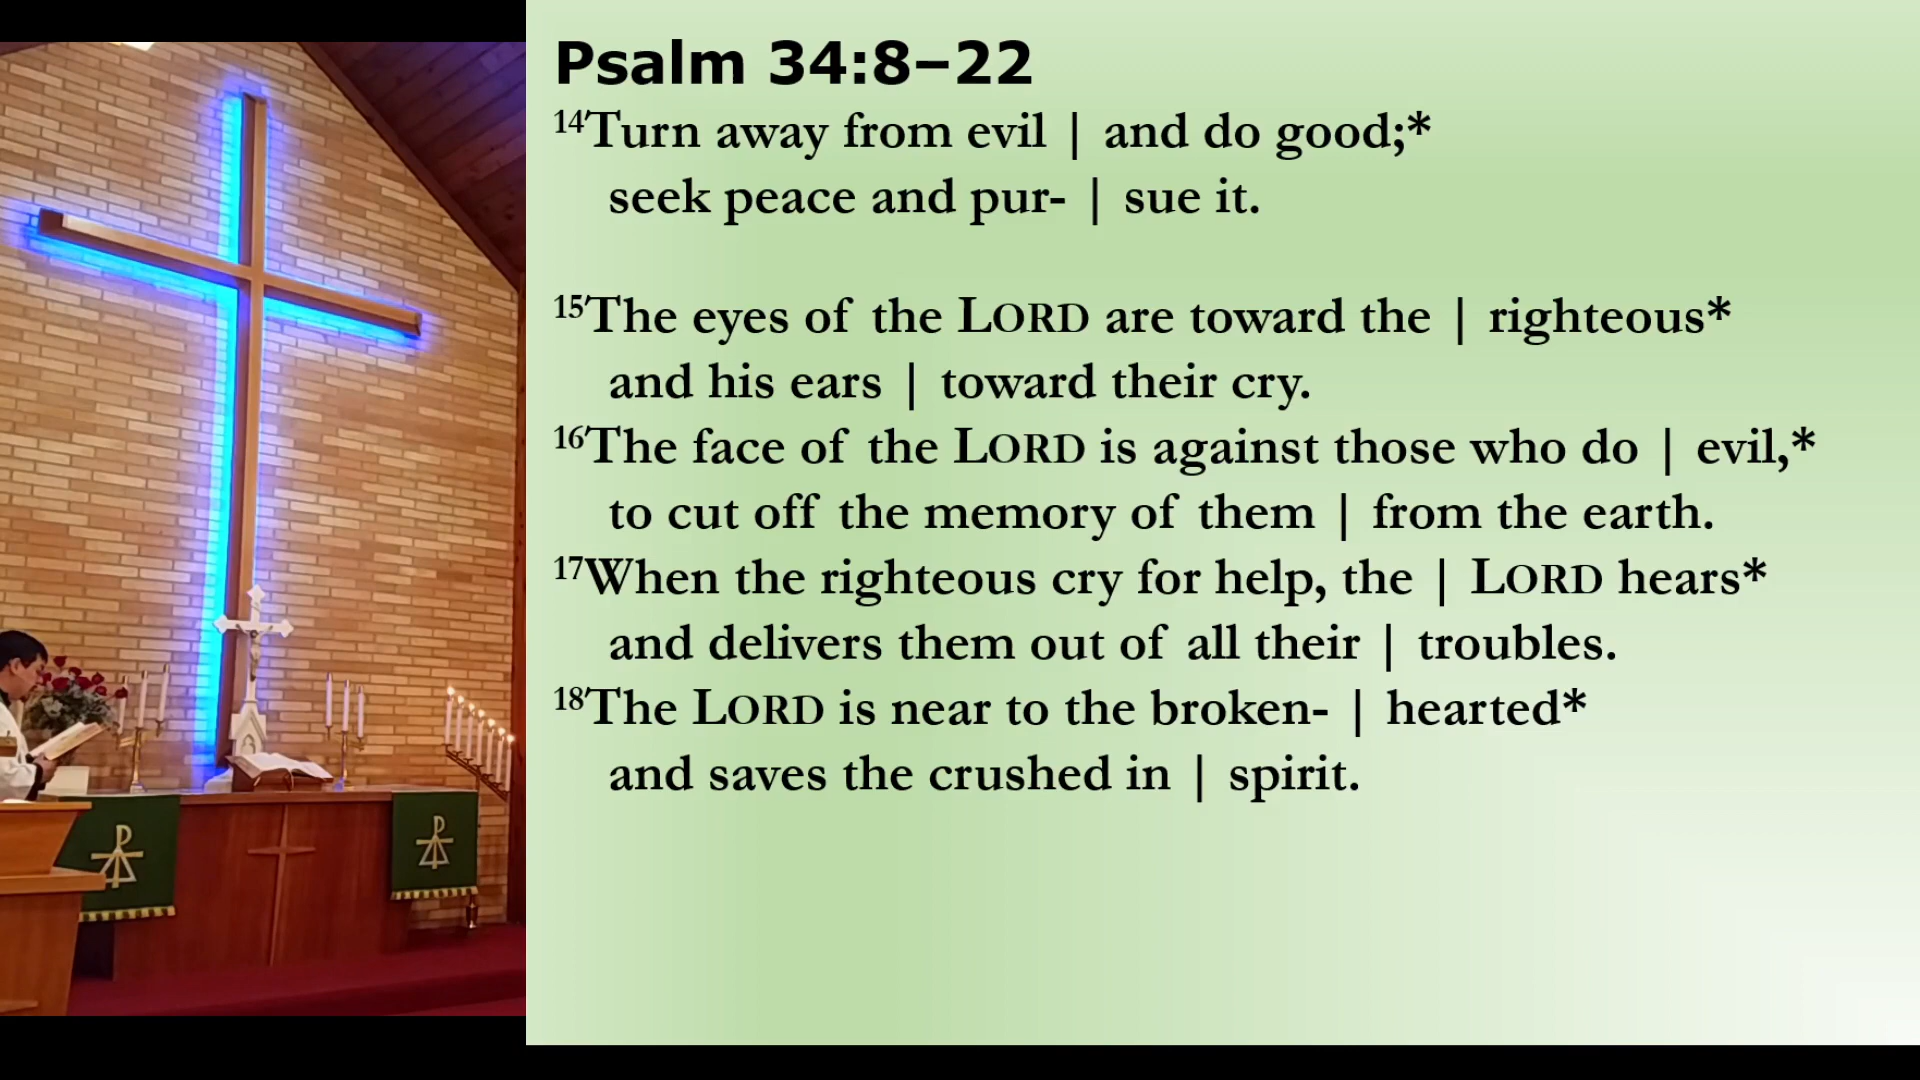 Psalm 34:8–22
¹⁴Turn away from evil | and do good;*
seek peace and pur- | sue it.
¹⁵The eyes of the LORD are toward the | righteous*
and his ears | toward their cry.
¹⁶The face of the LORD is against those who do | evil,*
to cut off the memory of them | from the earth.
¹⁷When the righteous cry for help, the | LORD hears*
and delivers them out of all their | troubles.
¹⁸The LORD is near to the broken- | hearted*
and saves the crushed in | spirit.